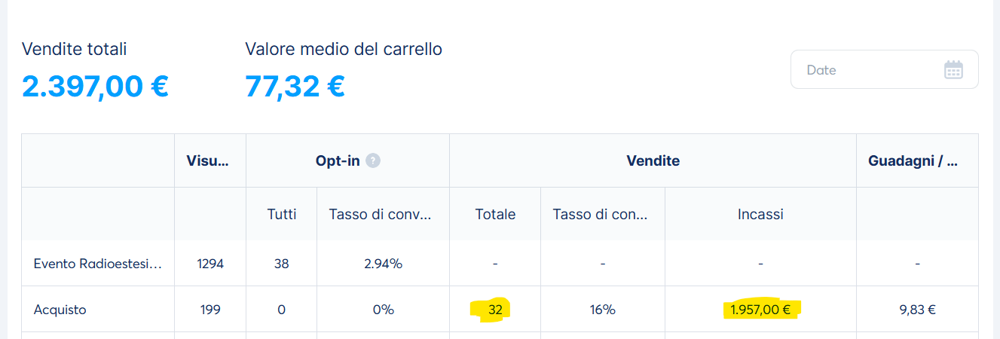 Vendite totali
2.397,00 €
Valore medio del carrello
77,32 €
Date
Visu... Opt-in ? Vendite Guadagni / ...
Tutti Tasso di conv... Totale Tasso di con... Incassi
Evento Radioestesi... 1294 38 2.94% - - - -
Acquisto 199 0 0% 32 16% 1.957,00 € 9,83 €